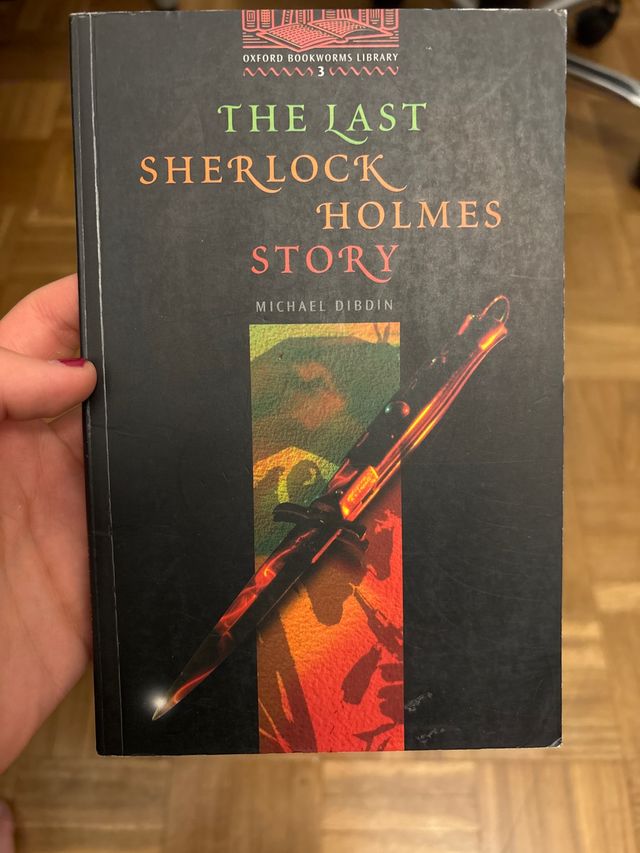 OXFORD BOOKWORMS LIBRARY
3
THE LAST
SHERLOCK
HOLMES
STORY
MICHAEL DIBDIN